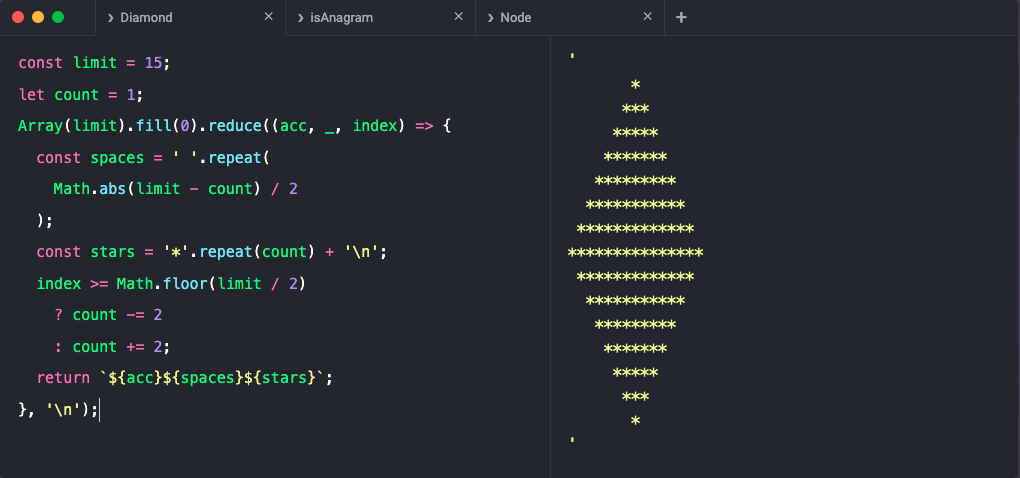 › Diamond × › isAnagram × › Node × +
const limit = 15;
let count = 1;
Array(limit).fill(0).reduce((acc, _, index) => {
  const spaces = ' '.repeat(
    Math.abs(limit - count) / 2
  );
  const stars = '*'.repeat(count) + '\n';
  index >= Math.floor(limit / 2)
    ? count -= 2
    : count += 2;
  return `${acc}${spaces}${stars}`;
}, '\n');
'
       *
      ***
     *****
    *******
   *********
  ***********
 *************
***************
 *************
  ***********
   *********
    *******
     *****
      ***
       *
'